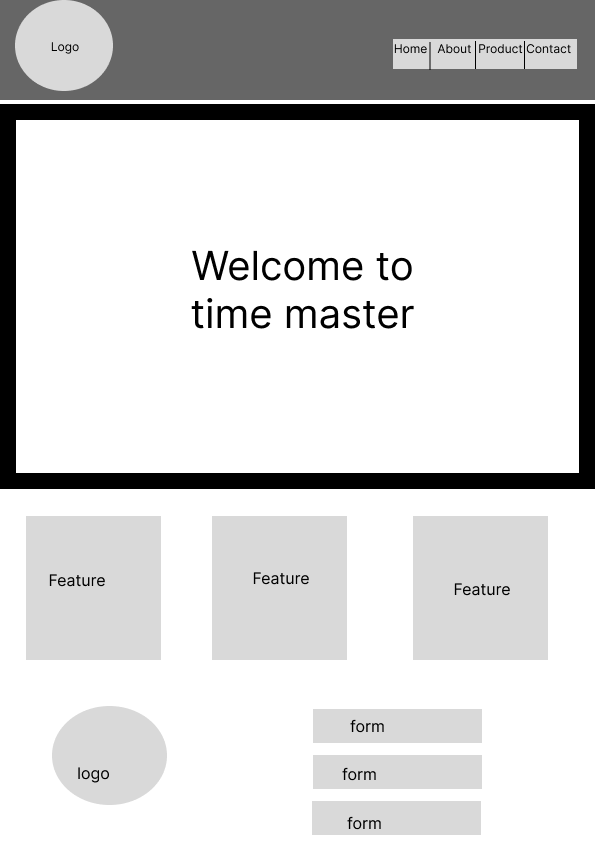 Logo
Home About Product Contact
Welcome to
time master
Feature Feature Feature
logo
form
form
form